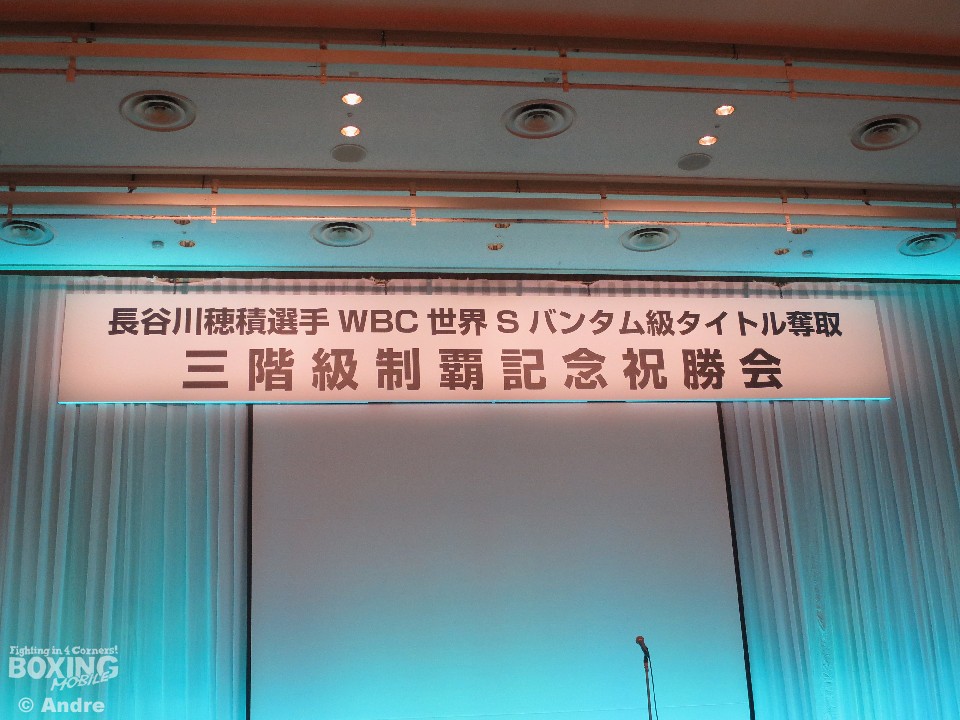 長谷川穂積選手 WBC 世界 S バンタム級タイトル奪取
三階級制覇記念祝勝会
Fighting in 4 Corners!
BOXING
MOBILE
© Andre